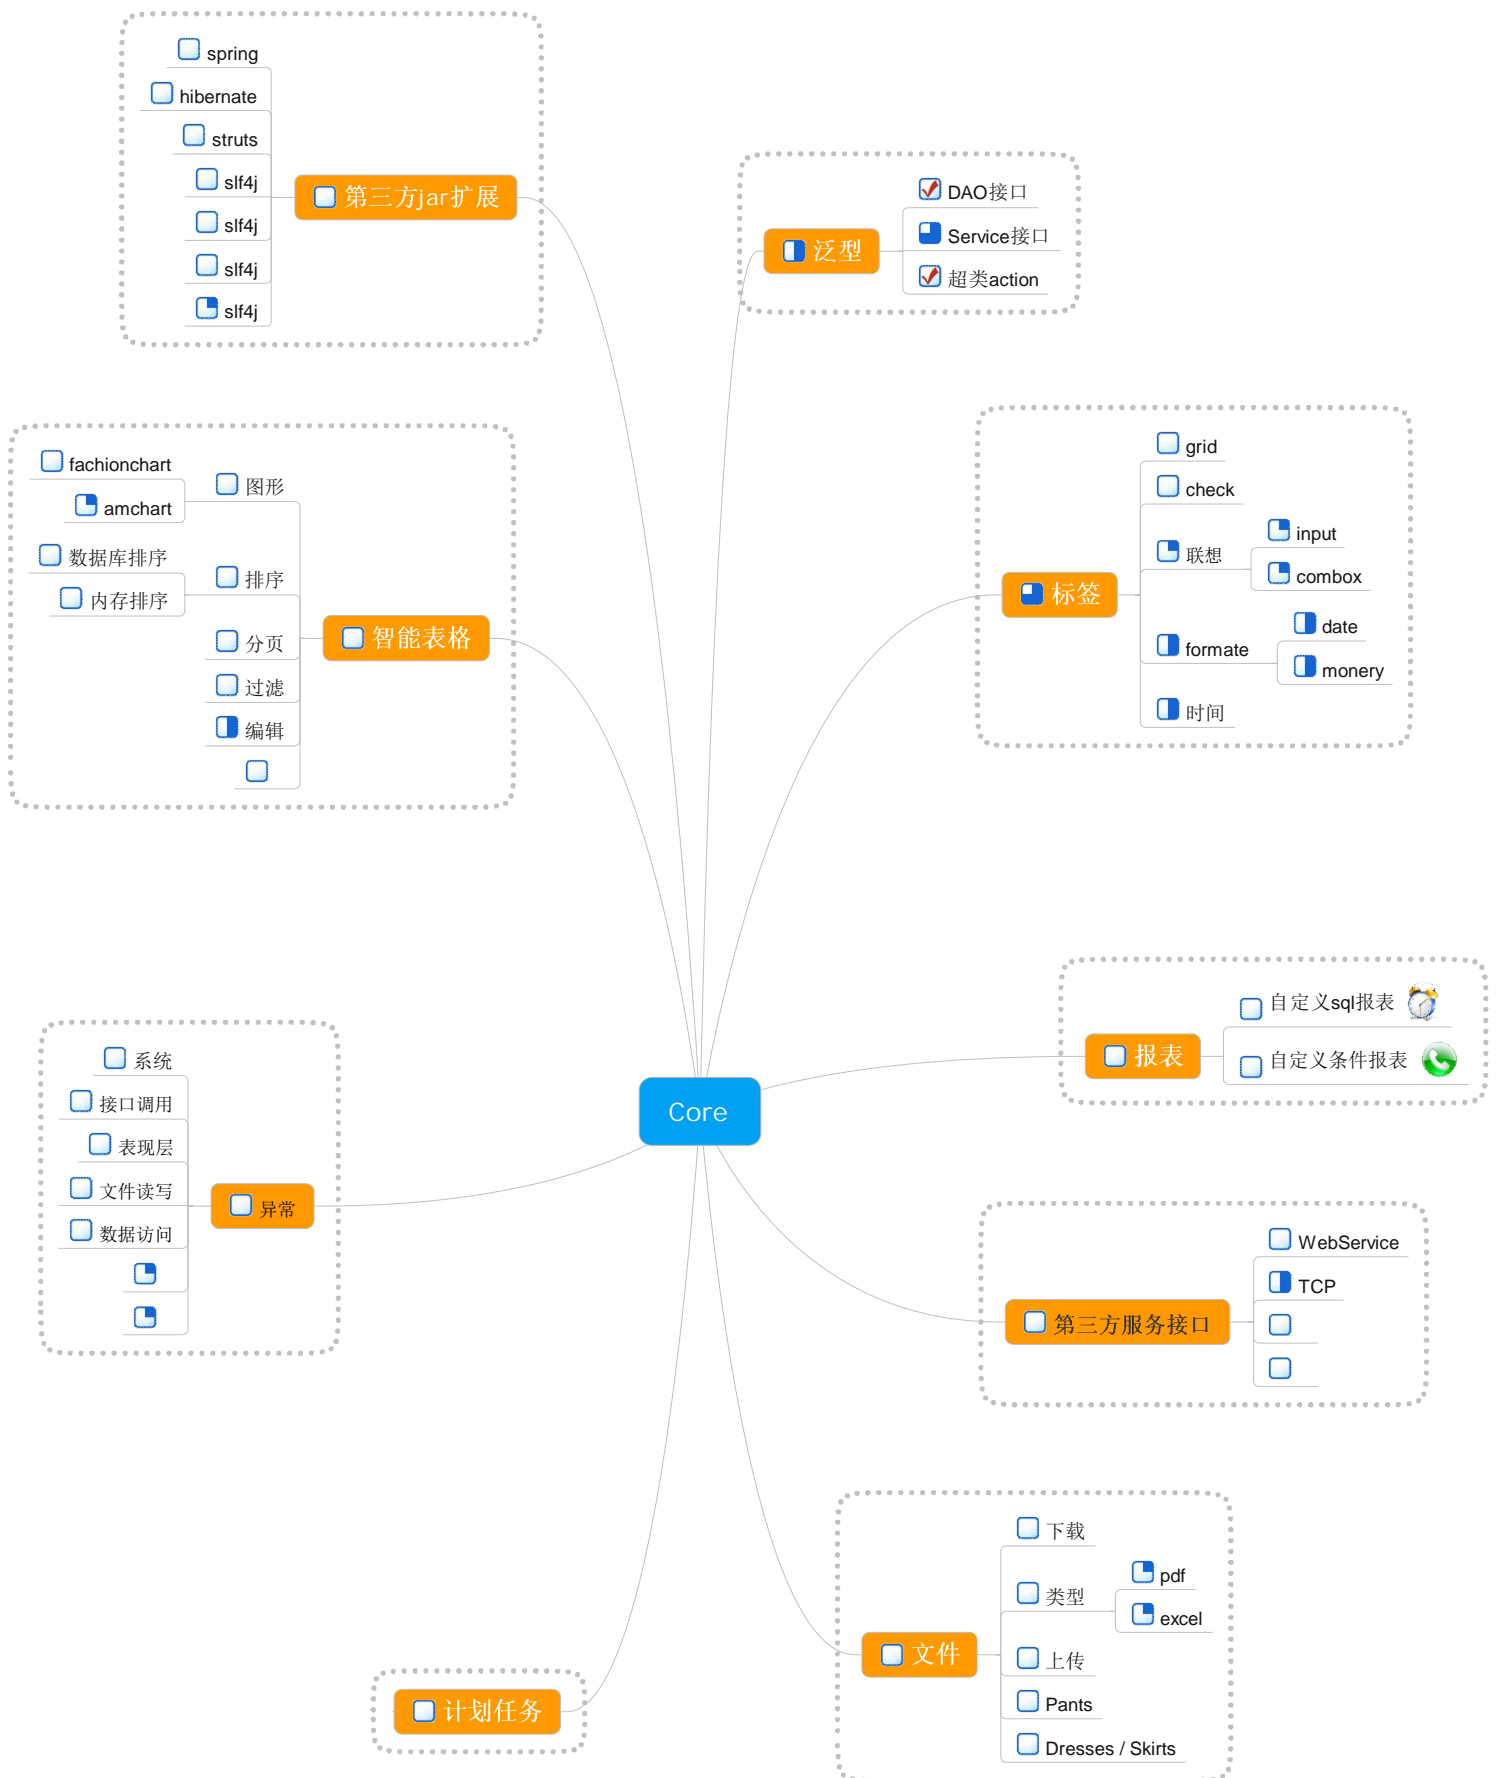 spring
hibernate
struts
slf4j
slf4j
slf4j
slf4j
第三方jar扩展
DAO接口
Service接口
超类action
泛型
fachionchart
amchart
图形
数据库排序
内存排序
排序
分页
过滤
编辑
智能表格
grid
check
联想
input
combox
formate
date
monery
时间
标签
自定义sql报表
自定义条件报表
报表
Core
系统
接口调用
表现层
文件读写
数据访问
异常
WebService
TCP
第三方服务接口
下载
类型
pdf
excel
上传
Pants
Dresses / Skirts
文件
计划任务